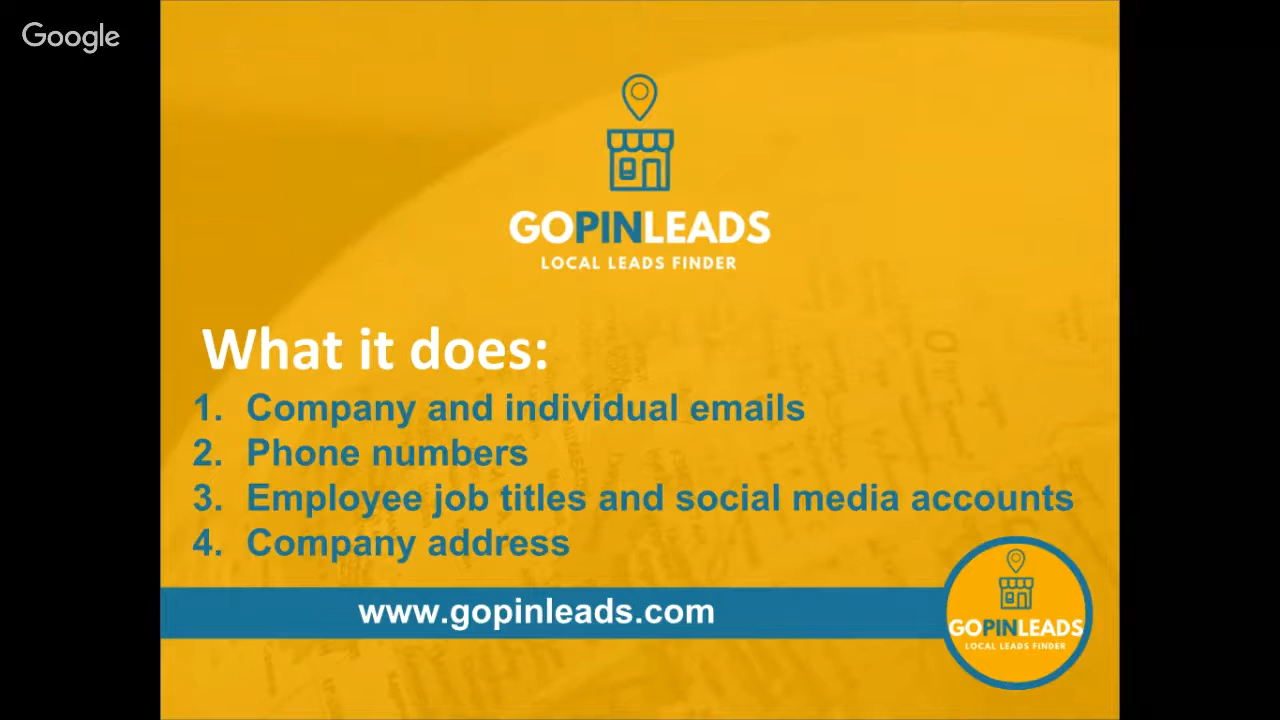 Google
GOPINLEADS
LOCAL LEADS FINDER
What it does:
1. Company and individual emails
2. Phone numbers
3. Employee job titles and social media accounts
4. Company address
www.gopinleads.com
GOPINLEADS
LOCAL LEADS FINDER